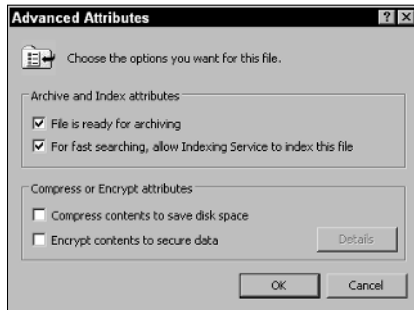 Advanced Attributes
Choose the options you want for this file.
Archive and Index attributes
File is ready for archiving
For fast searching, allow Indexing Service to index this file
Compress or Encrypt attributes
Compress contents to save disk space
Encrypt contents to secure data
Details
OK
Cancel